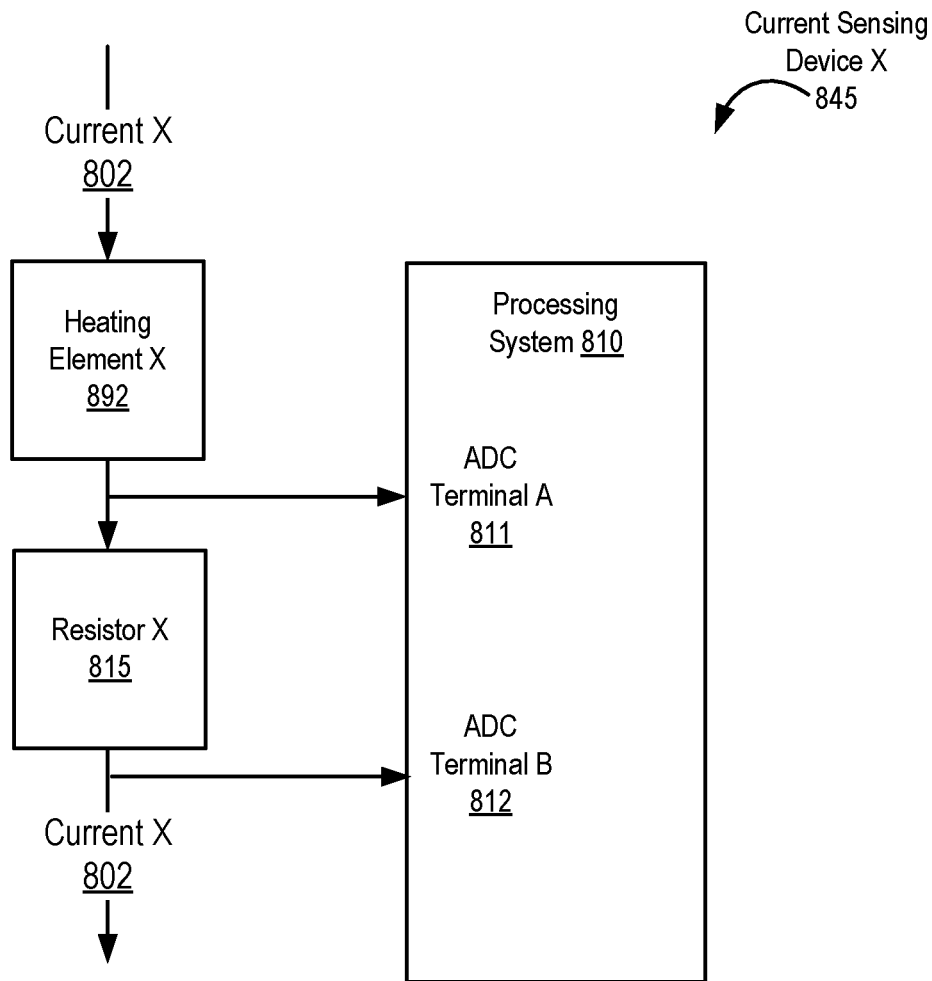 Current Sensing
Device X
845
Current X
802
Heating
Element X
892
Processing
System 810
ADC
Terminal A
811
Resistor X
815
ADC
Terminal B
812
Current X
802